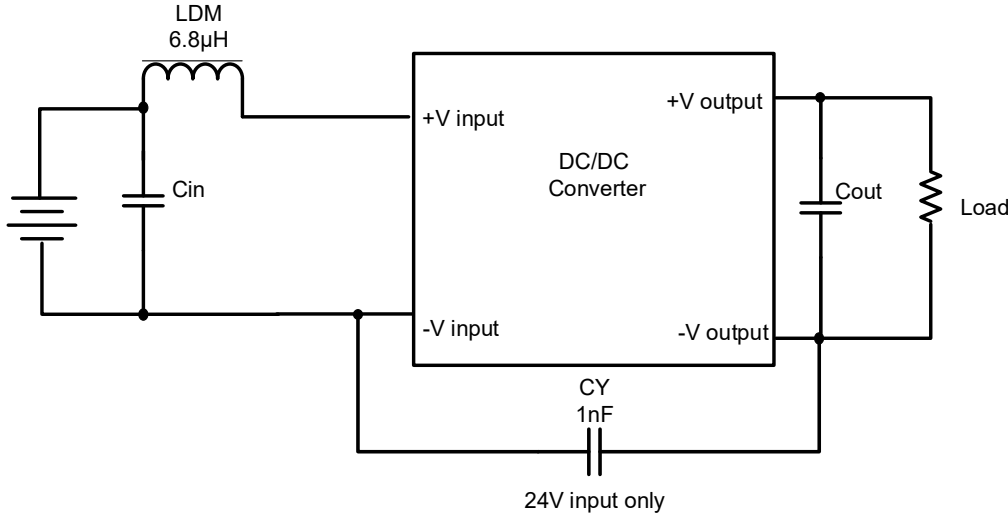 LDM
6.8µH
+V input
+V output
DC/DC
Converter
Cin
Cout
Load
-V input
-V output
CY
1nF
24V input only